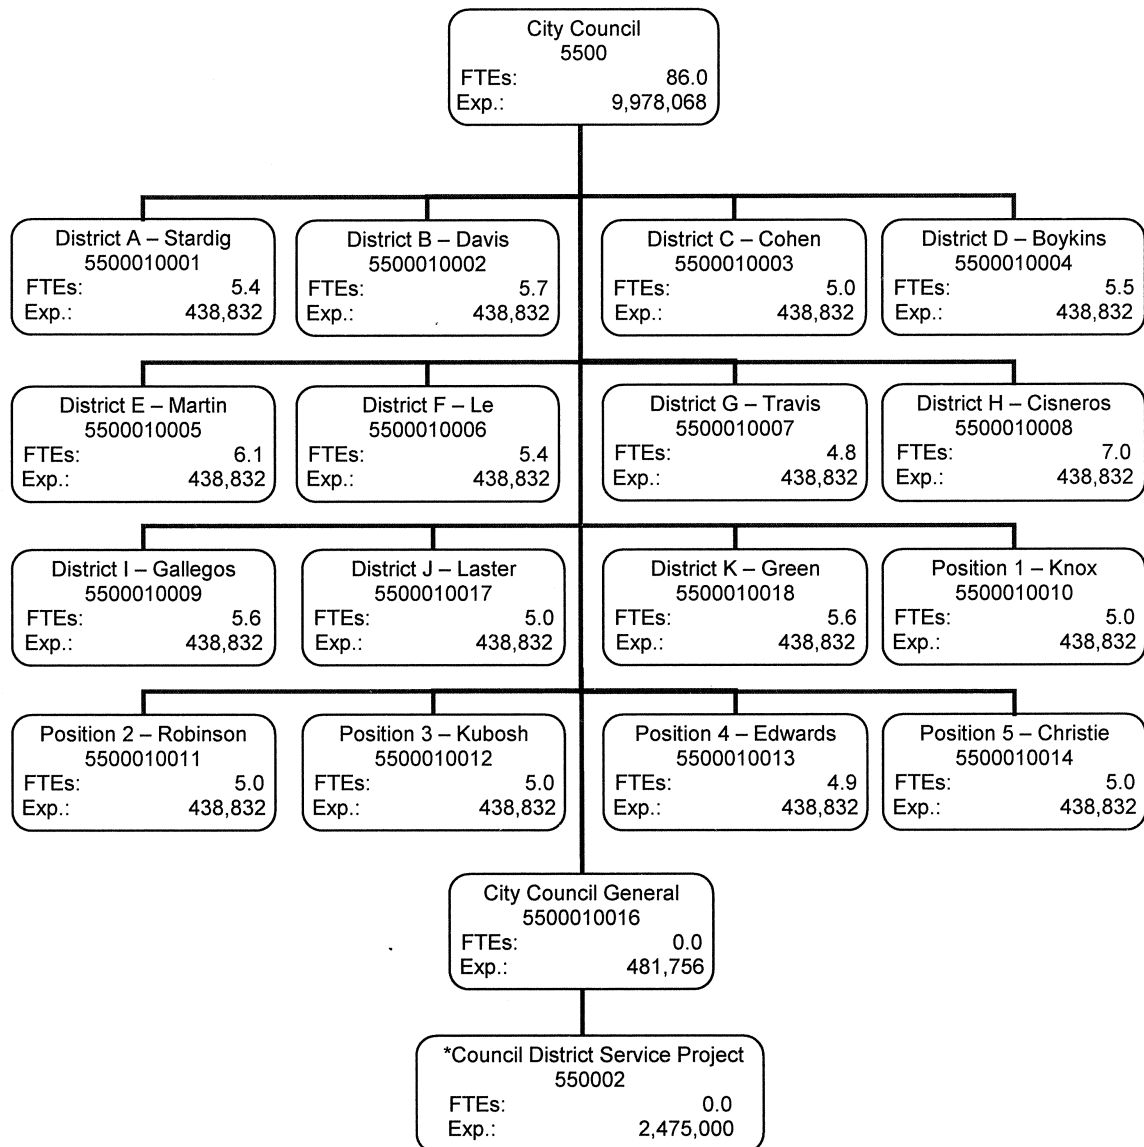 City Council
5500
FTEs: 86.0
Exp.: 9,978,068
District A – Stardig
5500010001
FTEs: 5.4
Exp.: 438,832
District B – Davis
5500010002
FTEs: 5.7
Exp.: 438,832
District C – Cohen
5500010003
FTEs: 5.0
Exp.: 438,832
District D – Boykins
5500010004
FTEs: 5.5
Exp.: 438,832
District E – Martin
5500010005
FTEs: 6.1
Exp.: 438,832
District F – Le
5500010006
FTEs: 5.4
Exp.: 438,832
District G – Travis
5500010007
FTEs: 4.8
Exp.: 438,832
District H – Cisneros
5500010008
FTEs: 7.0
Exp.: 438,832
District I – Gallegos
5500010009
FTEs: 5.6
Exp.: 438,832
District J – Laster
5500010017
FTEs: 5.0
Exp.: 438,832
District K – Green
5500010018
FTEs: 5.6
Exp.: 438,832
Position 1 – Knox
5500010010
FTEs: 5.0
Exp.: 438,832
Position 2 – Robinson
5500010011
FTEs: 5.0
Exp.: 438,832
Position 3 – Kubosh
5500010012
FTEs: 5.0
Exp.: 438,832
Position 4 – Edwards
5500010013
FTEs: 4.9
Exp.: 438,832
Position 5 – Christie
5500010014
FTEs: 5.0
Exp.: 438,832
City Council General
5500010016
FTEs: 0.0
Exp.: 481,756
*Council District Service Project
550002
FTEs: 0.0
Exp.: 2,475,000